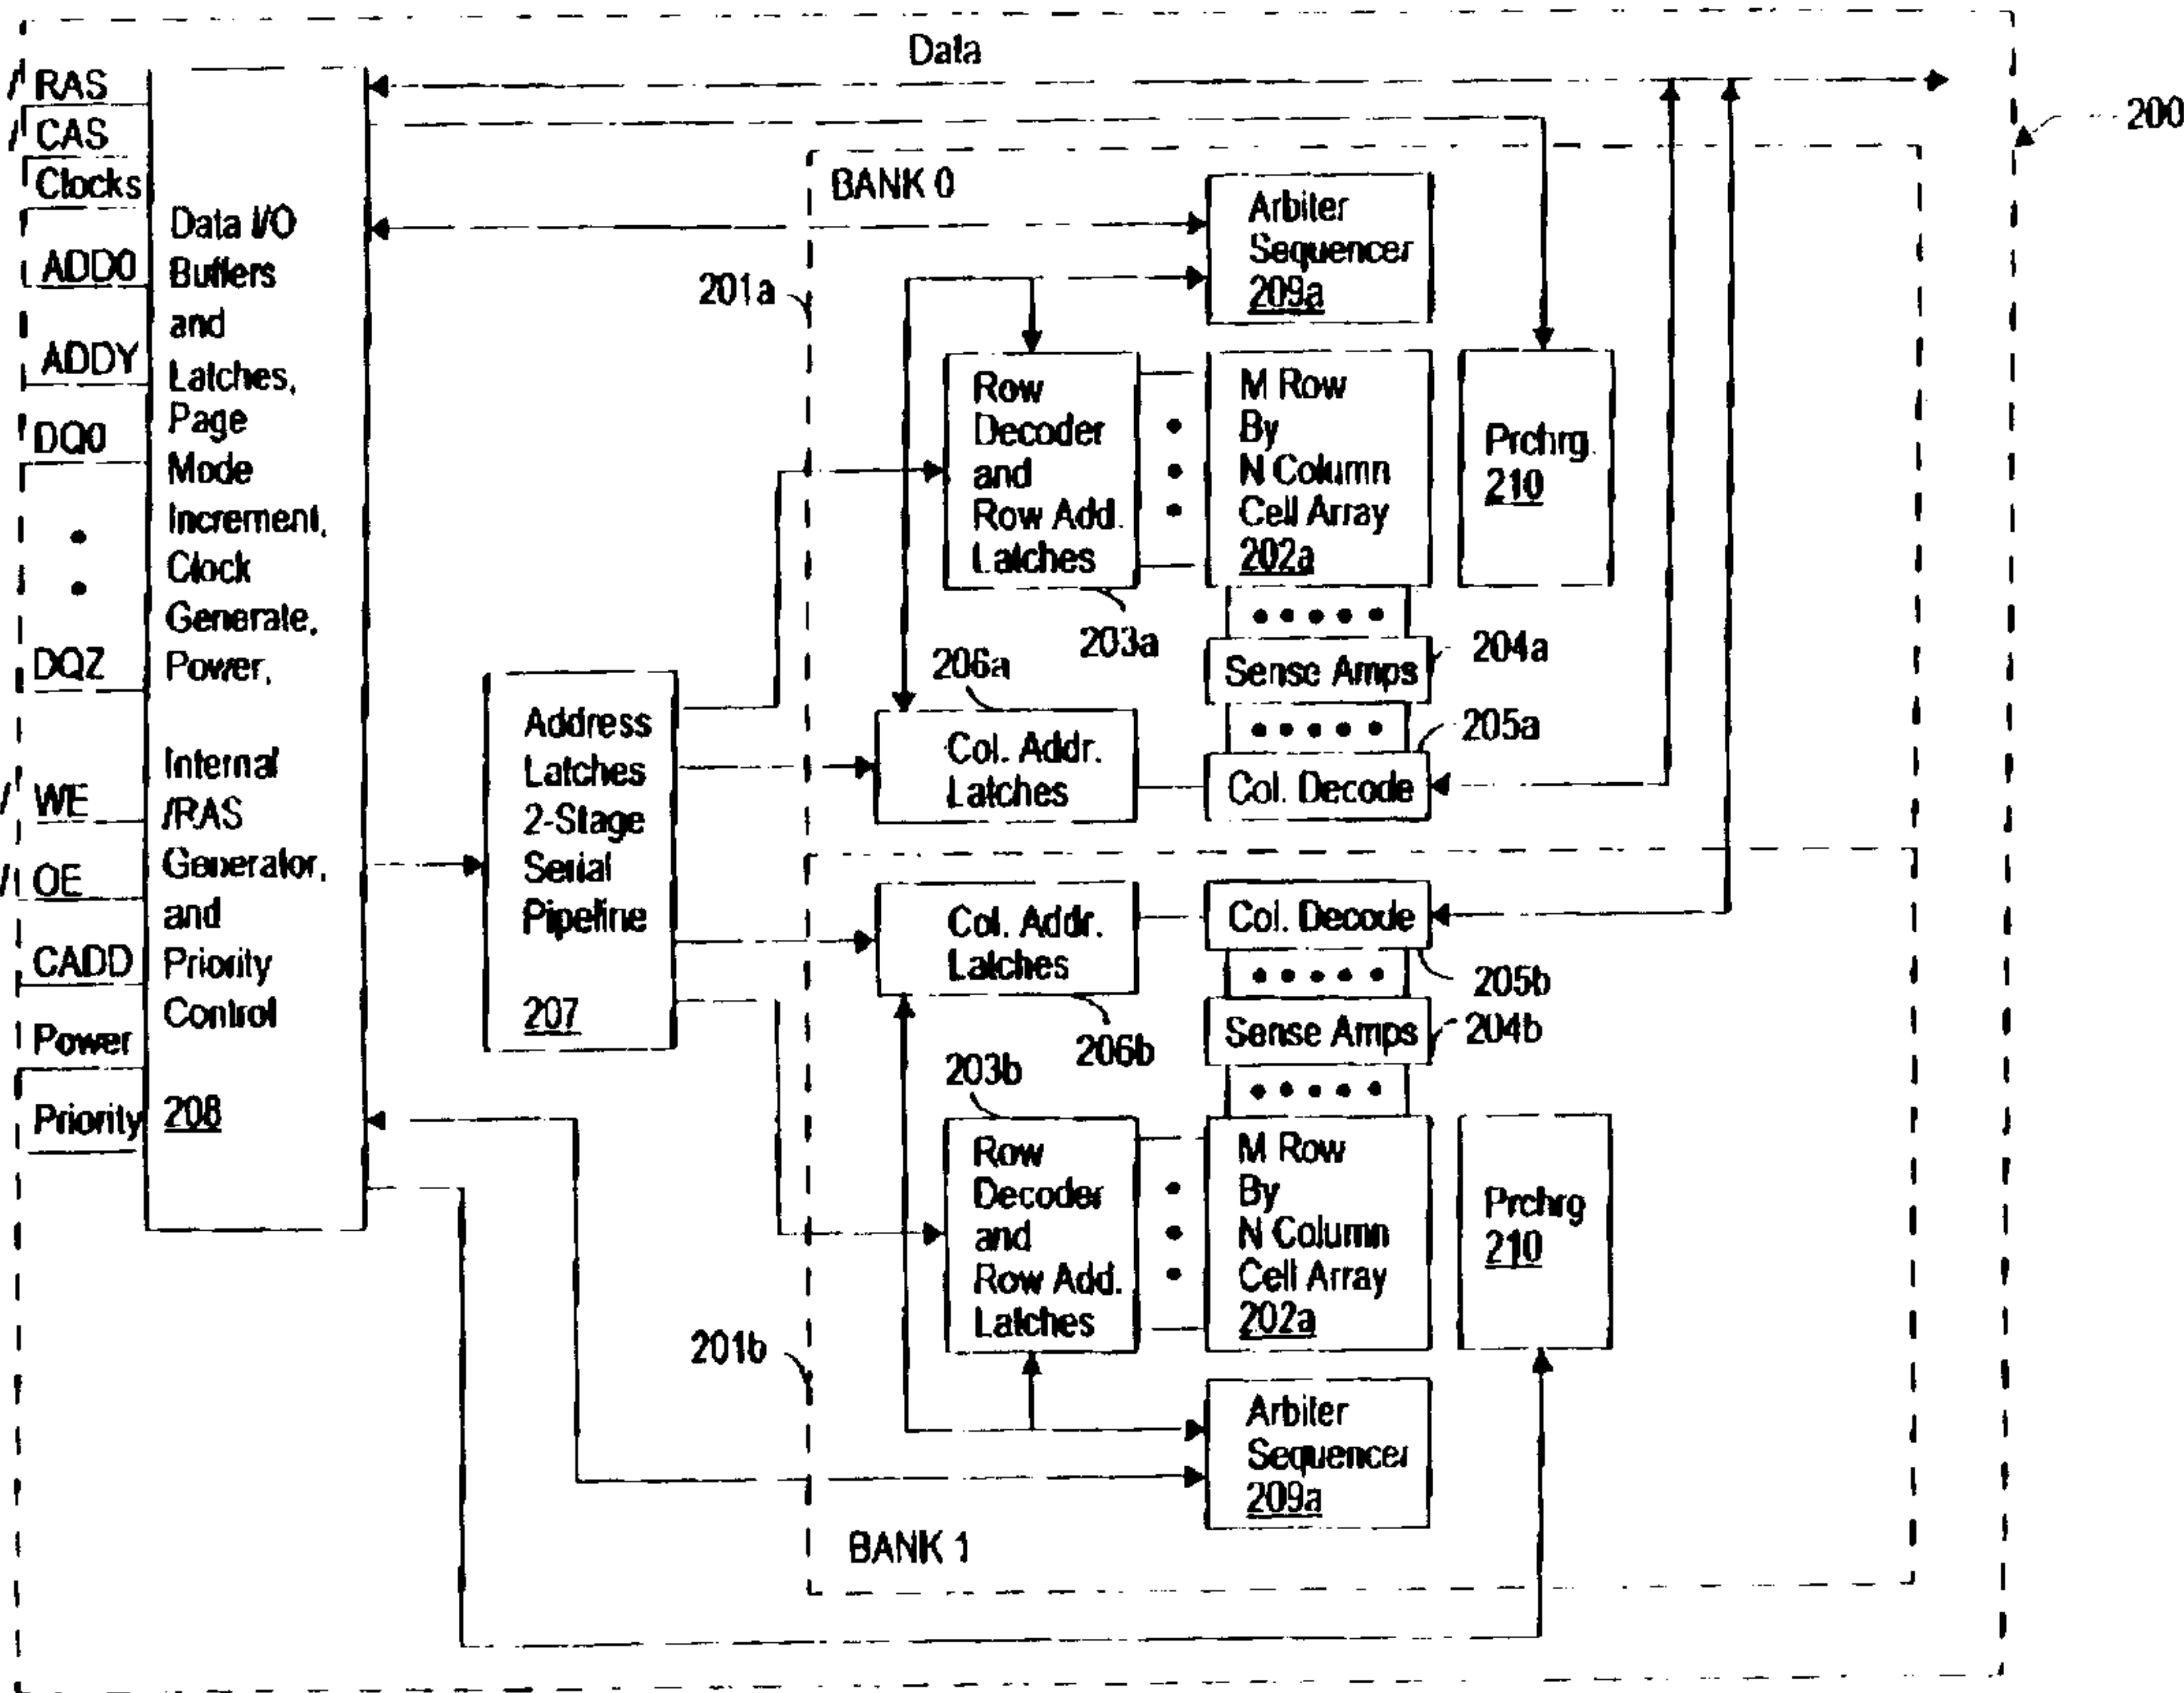 Data
200
/RAS
/CAS
Clocks
ADD0
ADDY
DQ0
DQZ
/WE
/OE
CADD
Power
Priority
Data I/O
Buffers
and
Latches,
Page
Mode
Increment,
Clock
Generate,
Power,
Internal
/RAS
Generator,
and
Priority
Control
208
Address
Latches
2-Stage
Serial
Pipeline
207
BANK 0
201a
Arbiter
Sequencer
209a
Row
Decoder
and
Row Add.
Latches
203a
M Row
By
N Column
Cell Array
202a
Prchrg.
210
Sense Amps
204a
206a
Col. Addr.
Latches
Col. Decode
205a
Col. Addr.
Latches
206b
Col. Decode
205b
Sense Amps
204b
203b
Row
Decoder
and
Row Add.
Latches
M Row
By
N Column
Cell Array
202a
Prchrg
210
201b
Arbiter
Sequencer
209a
BANK 1